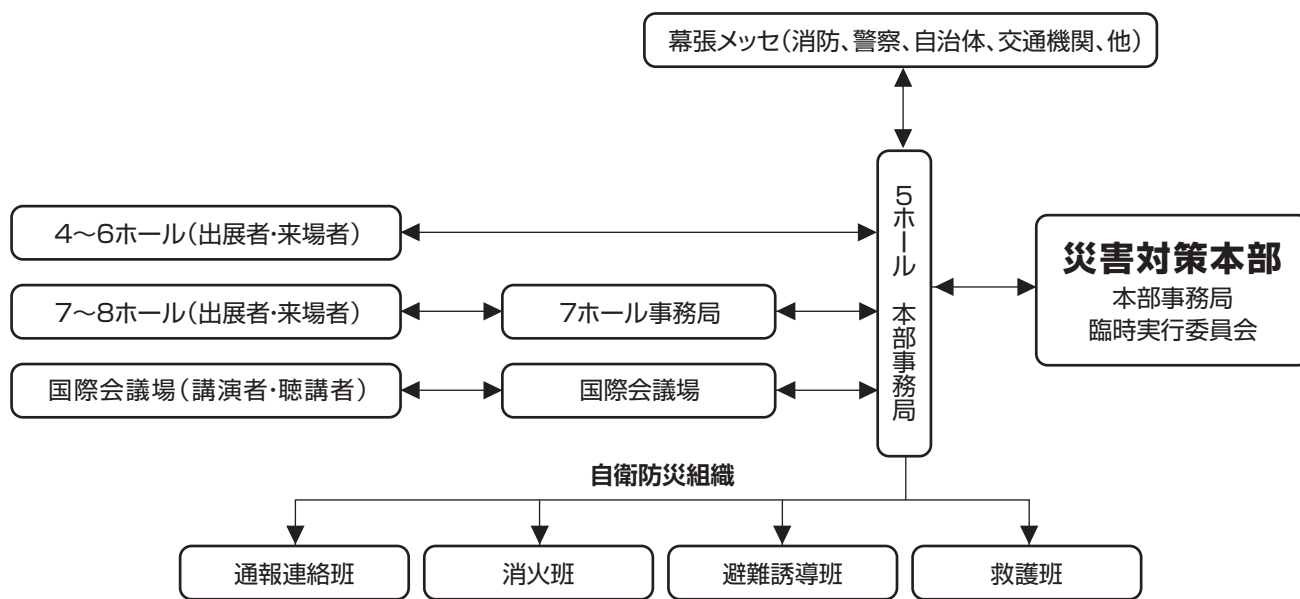 幕張メッセ（消防、警察、自治体、交通機関、他）
5ホール 本部事務局
4〜6ホール（出展者・来場者）
災害対策本部
本部事務局
臨時実行委員会
7〜8ホール（出展者・来場者）
7ホール事務局
国際会議場（講演者・聴講者）
国際会議場
自衛防災組織
通報連絡班
消火班
避難誘導班
救護班